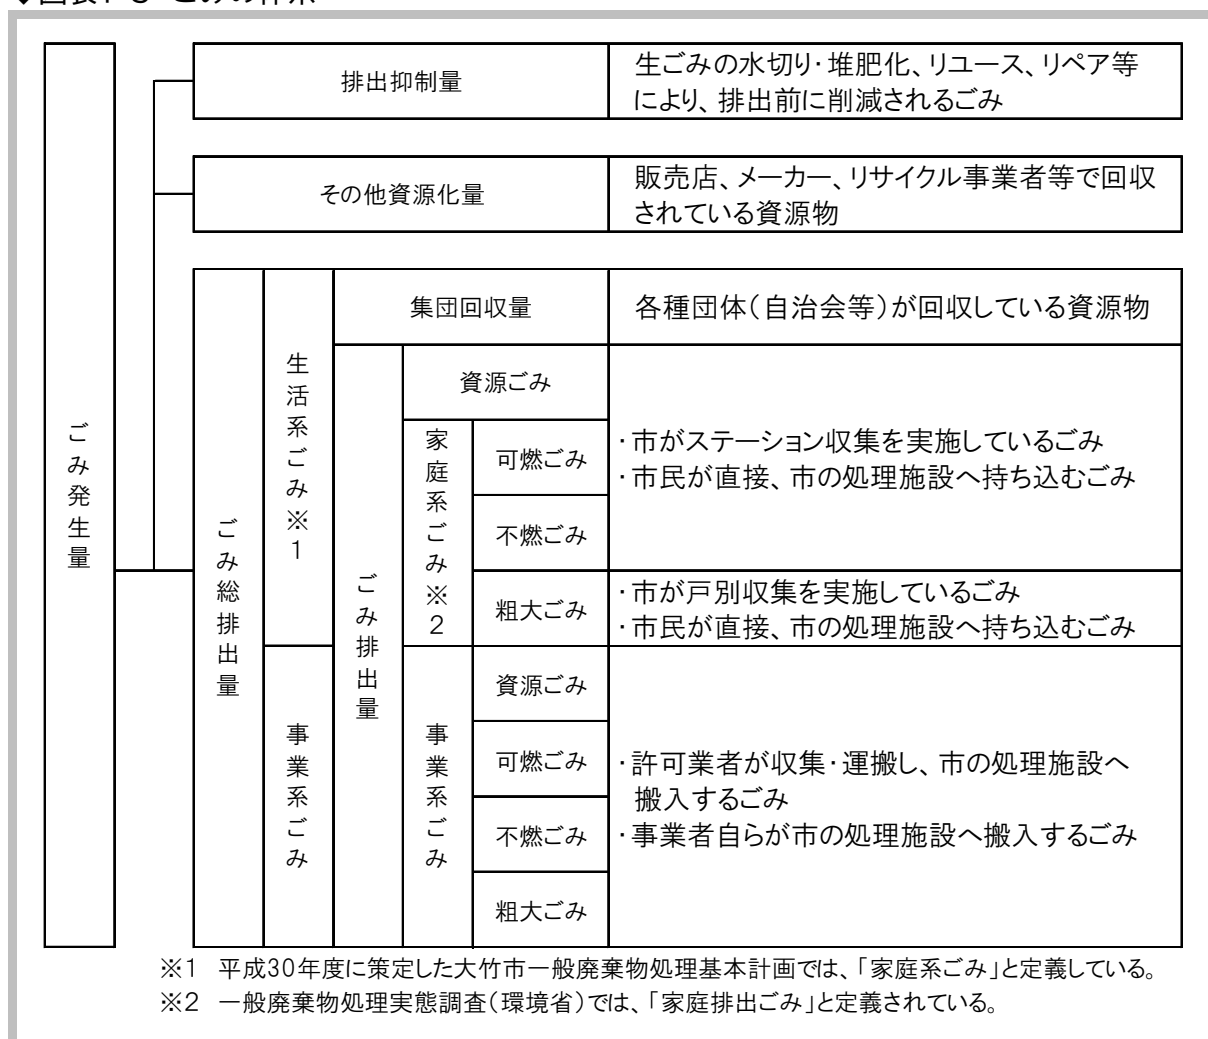 ごみ発生量
排出抑制量
生ごみの水切り・堆肥化、リユース、リペア等
により、排出前に削減されるごみ
その他資源化量
販売店、メーカー、リサイクル事業者等で回収
されている資源物
ごみ総排出量
生活系ごみ※1
集団回収量
各種団体(自治会等)が回収している資源物
ごみ排出量
資源ごみ
家庭系ごみ※2
可燃ごみ
不燃ごみ
・市がステーション収集を実施しているごみ
・市民が直接、市の処理施設へ持ち込むごみ
粗大ごみ
・市が戸別収集を実施しているごみ
・市民が直接、市の処理施設へ持ち込むごみ
事業系ごみ
事業系ごみ
資源ごみ
可燃ごみ
不燃ごみ
粗大ごみ
・許可業者が収集・運搬し、市の処理施設へ
搬入するごみ
・事業者自らが市の処理施設へ搬入するごみ
※1 平成30年度に策定した大竹市一般廃棄物処理基本計画では、「家庭系ごみ」と定義している。
※2 一般廃棄物処理実態調査(環境省)では、「家庭排出ごみ」と定義されている。